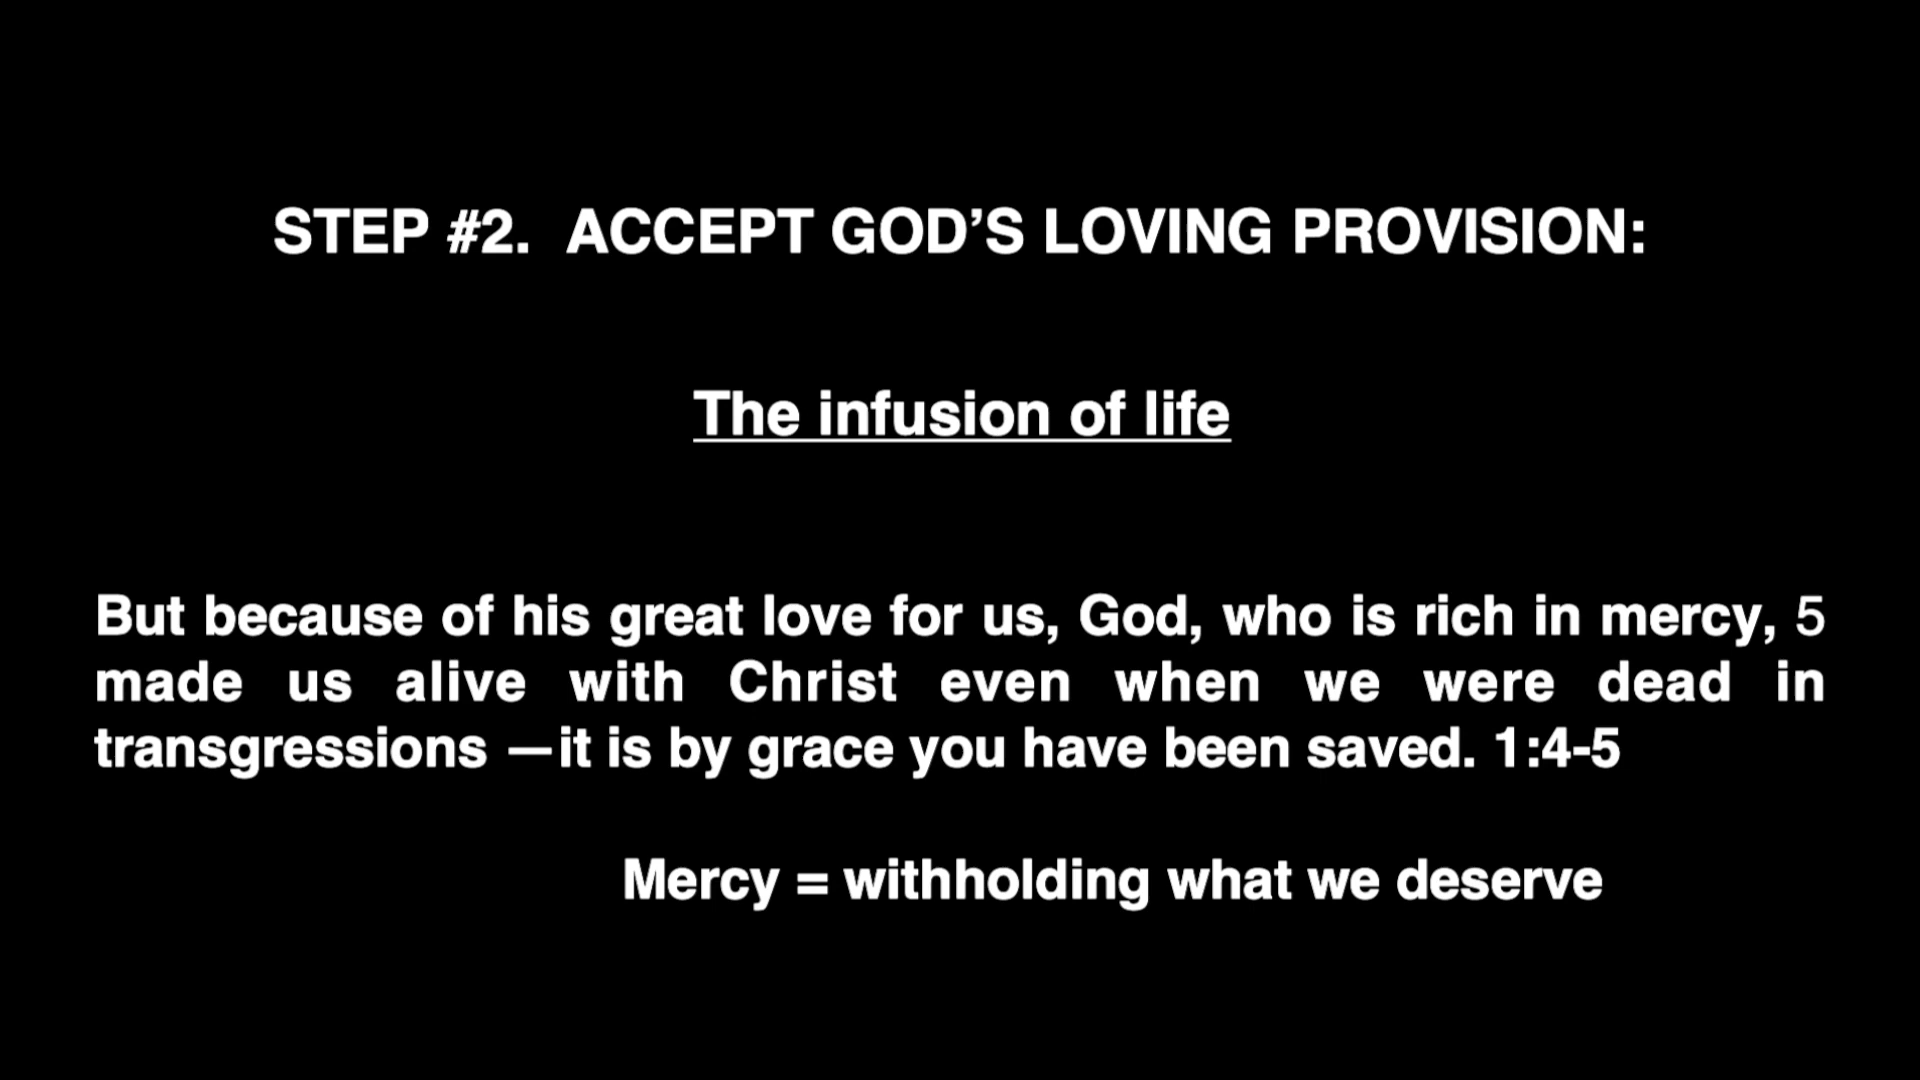 STEP #2. ACCEPT GOD’S LOVING PROVISION:
The infusion of life
But because of his great love for us, God, who is rich in mercy, 5
made us alive with Christ even when we were dead in
transgressions —it is by grace you have been saved. 1:4-5
Mercy = withholding what we deserve